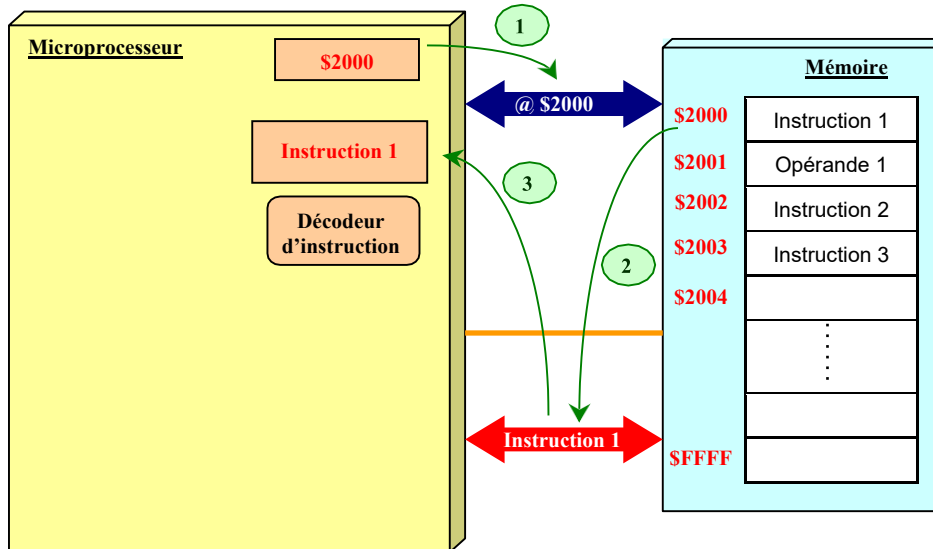 Microprocesseur
$2000
1
@ $2000
Instruction 1
3
Décodeur
d’instruction
2
Instruction 1
Mémoire
$2000 Instruction 1
$2001 Opérande 1
$2002 Instruction 2
$2003 Instruction 3
$2004
$FFFF